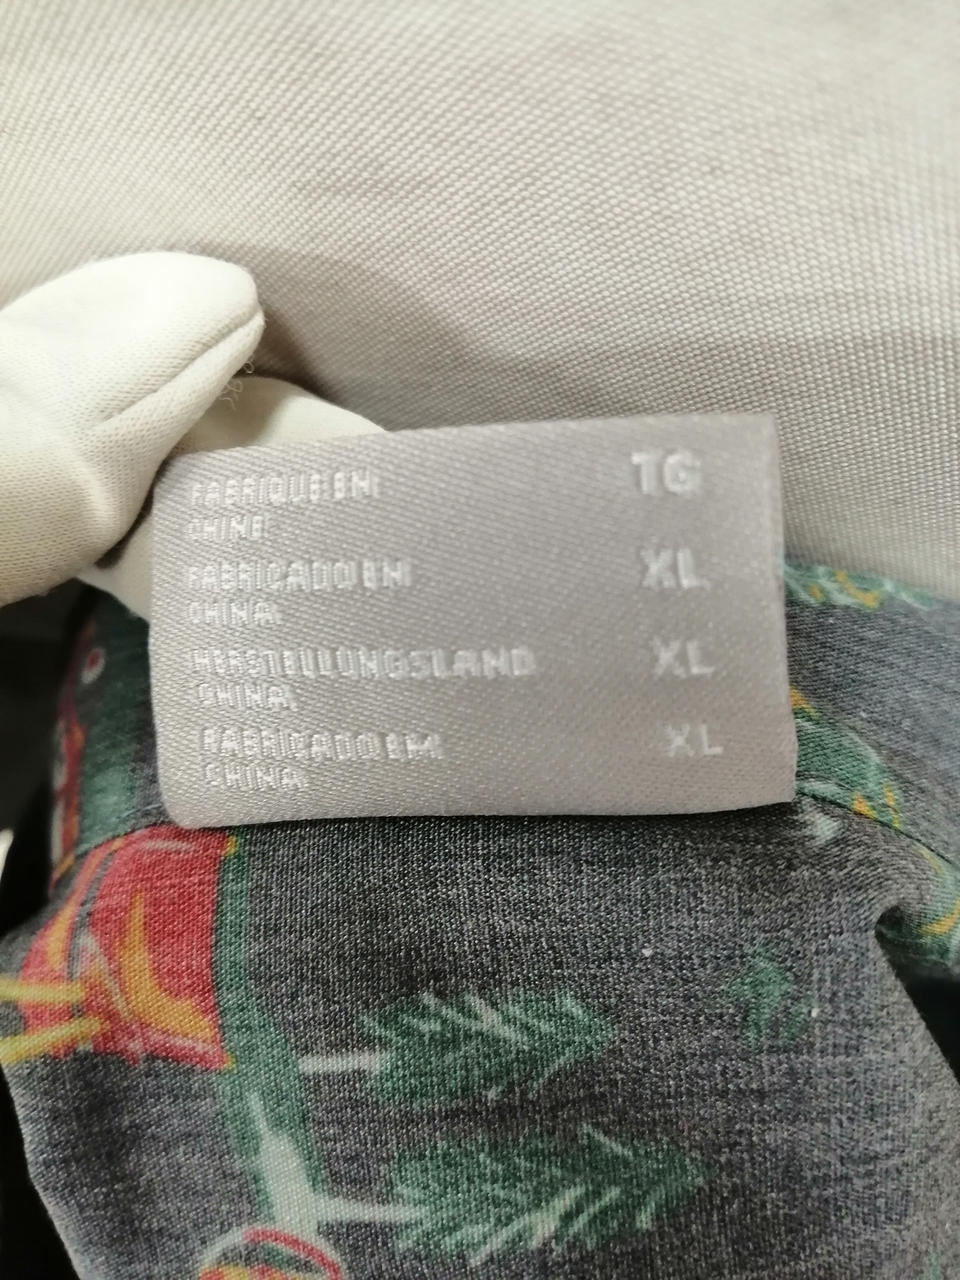 FABRIQUE EN TG
CHINE
FABRICADO EN XL
CHINA
HERSTELLUNGSLAND XL
CHINA
FABRICADO EM XL
CHINA